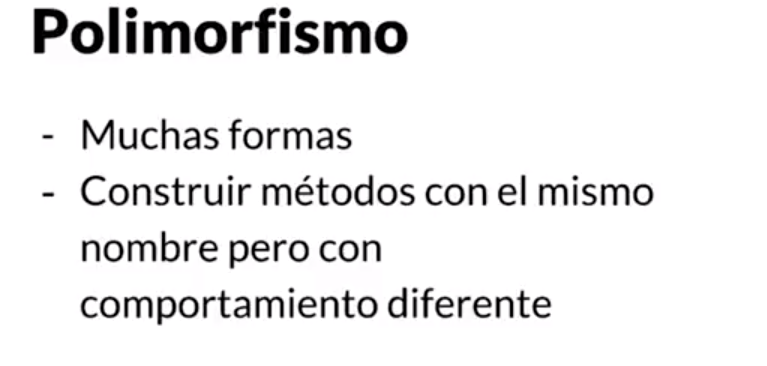 Polimorfismo
- Muchas formas
- Construir métodos con el mismo
nombre pero con
comportamiento diferente